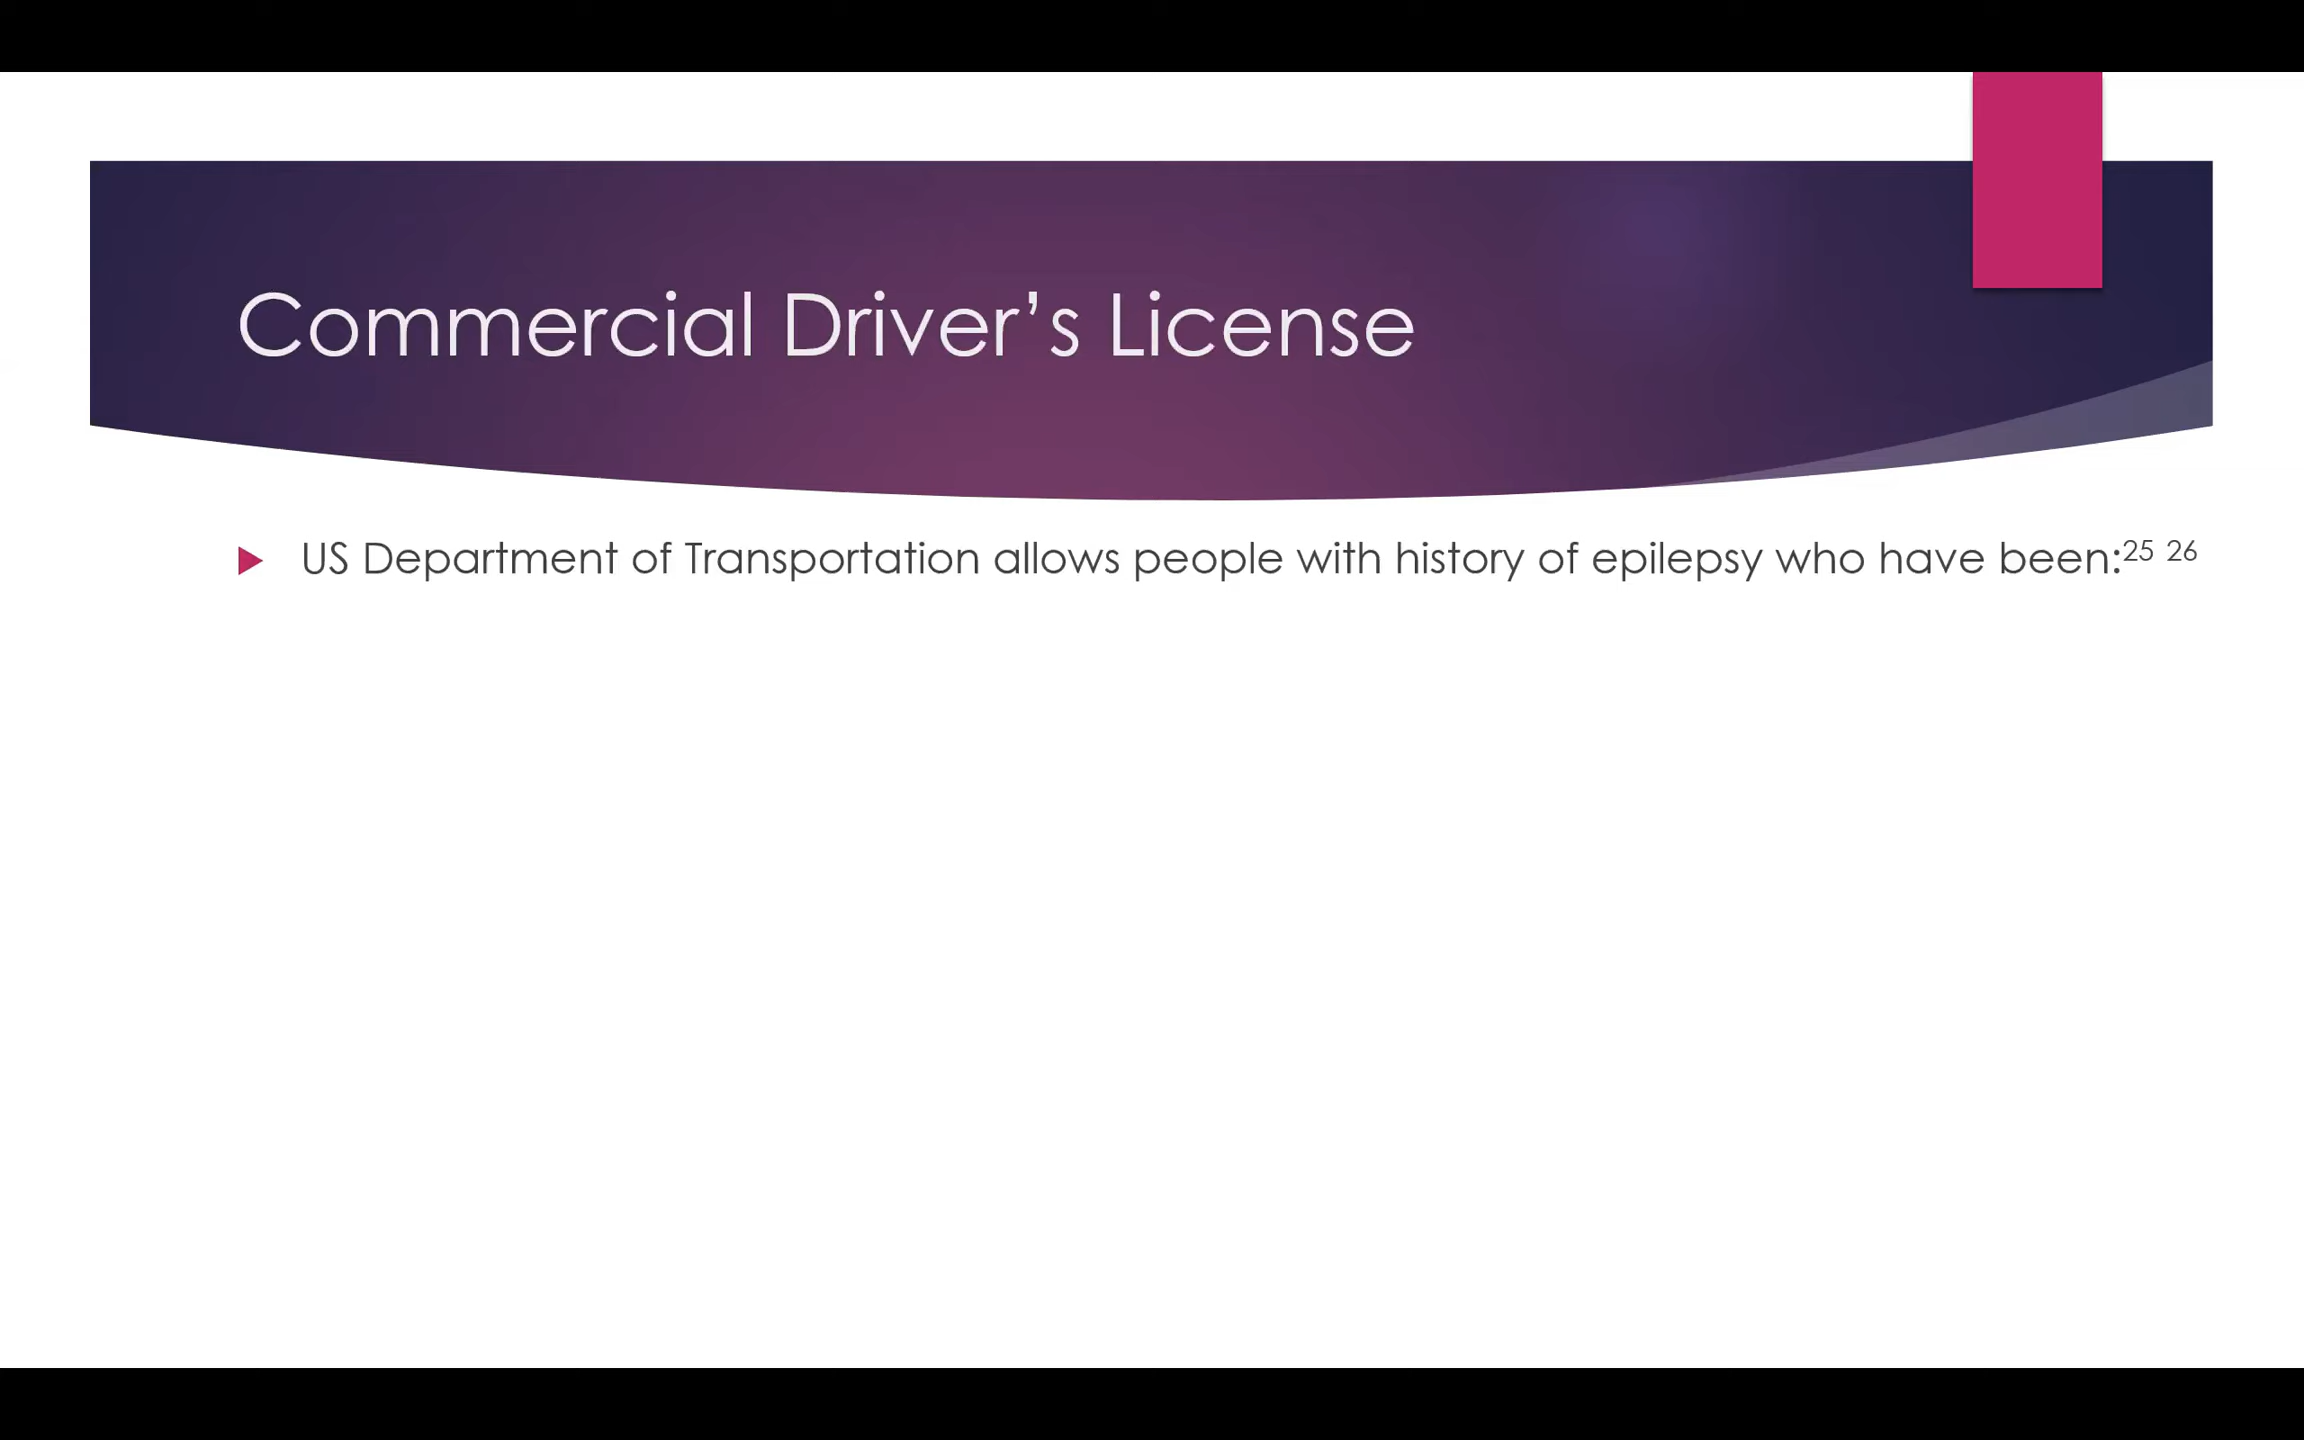 Commercial Driver’s License
US Department of Transportation allows people with history of epilepsy who have been:25 26